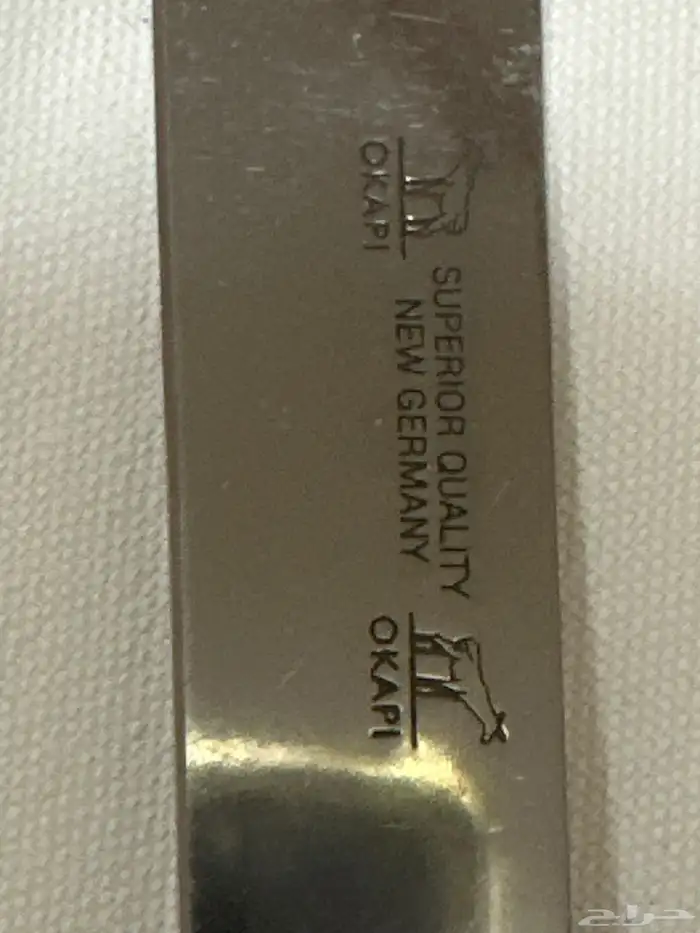 OKAPI
SUPERIOR QUALITY
NEW GERMANY
OKAPI
حراج